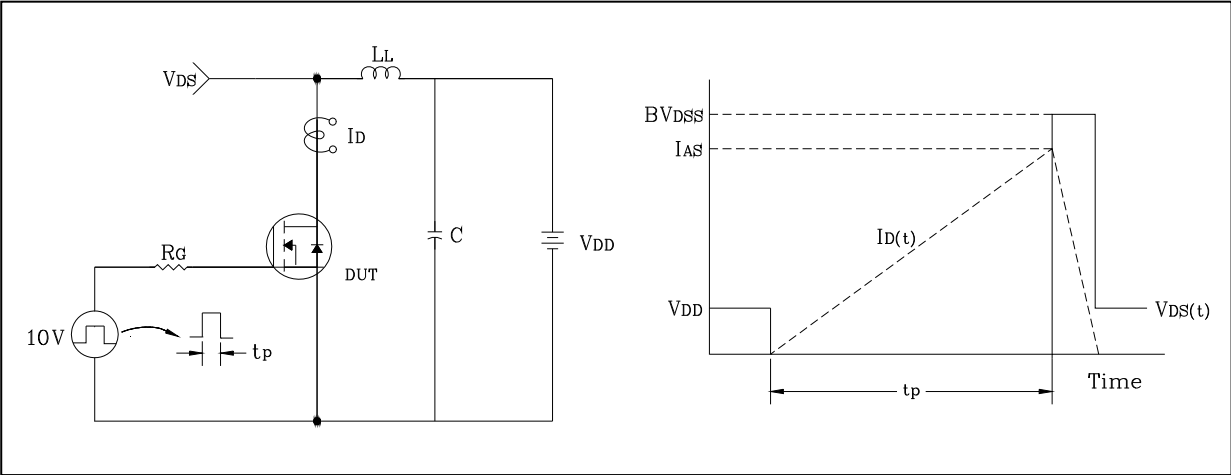 LL
VDS
ID
RG
DUT
C
VDD
10V
tp
BVDSS
IAS
ID(t)
VDD
VDS(t)
Time
tp